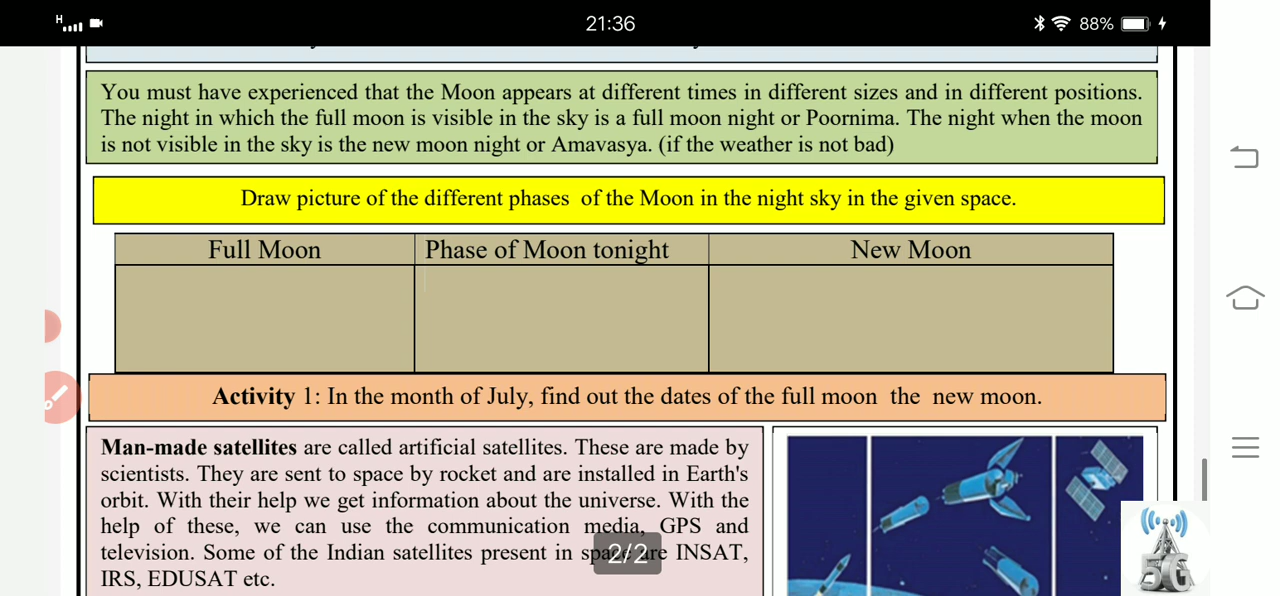 H
21:36
88%
You must have experienced that the Moon appears at different times in different sizes and in different positions.
The night in which the full moon is visible in the sky is a full moon night or Poornima. The night when the moon
is not visible in the sky is the new moon night or Amavasya. (if the weather is not bad)
Draw picture of the different phases of the Moon in the night sky in the given space.
Full Moon
Phase of Moon tonight
New Moon
Activity 1: In the month of July, find out the dates of the full moon the new moon.
Man-made satellites are called artificial satellites. These are made by
scientists. They are sent to space by rocket and are installed in Earth's
orbit. With their help we get information about the universe. With the
help of these, we can use the communication media, GPS and
television. Some of the Indian satellites present in space are INSAT,
IRS, EDUSAT etc.
2/2
5G